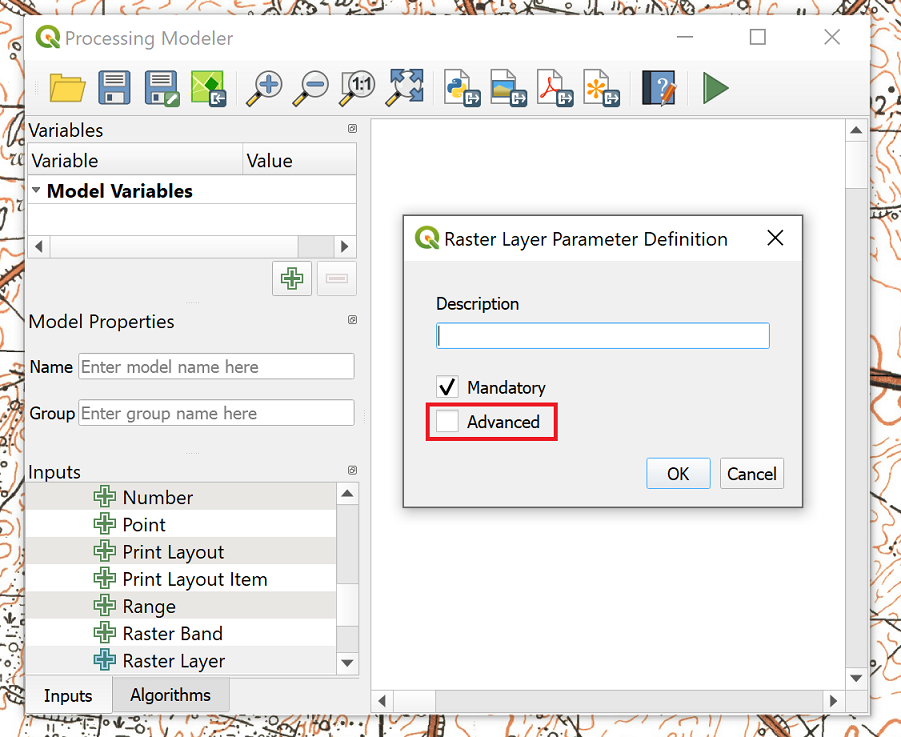 Processing Modeler
1:1
?
Variables
Variable Value
Model Variables
Model Properties
Name Enter model name here
Group Enter group name here
Inputs
Number
Point
Print Layout
Print Layout Item
Range
Raster Band
Raster Layer
Inputs Algorithms
Raster Layer Parameter Definition
Description
Mandatory
Advanced
OK Cancel